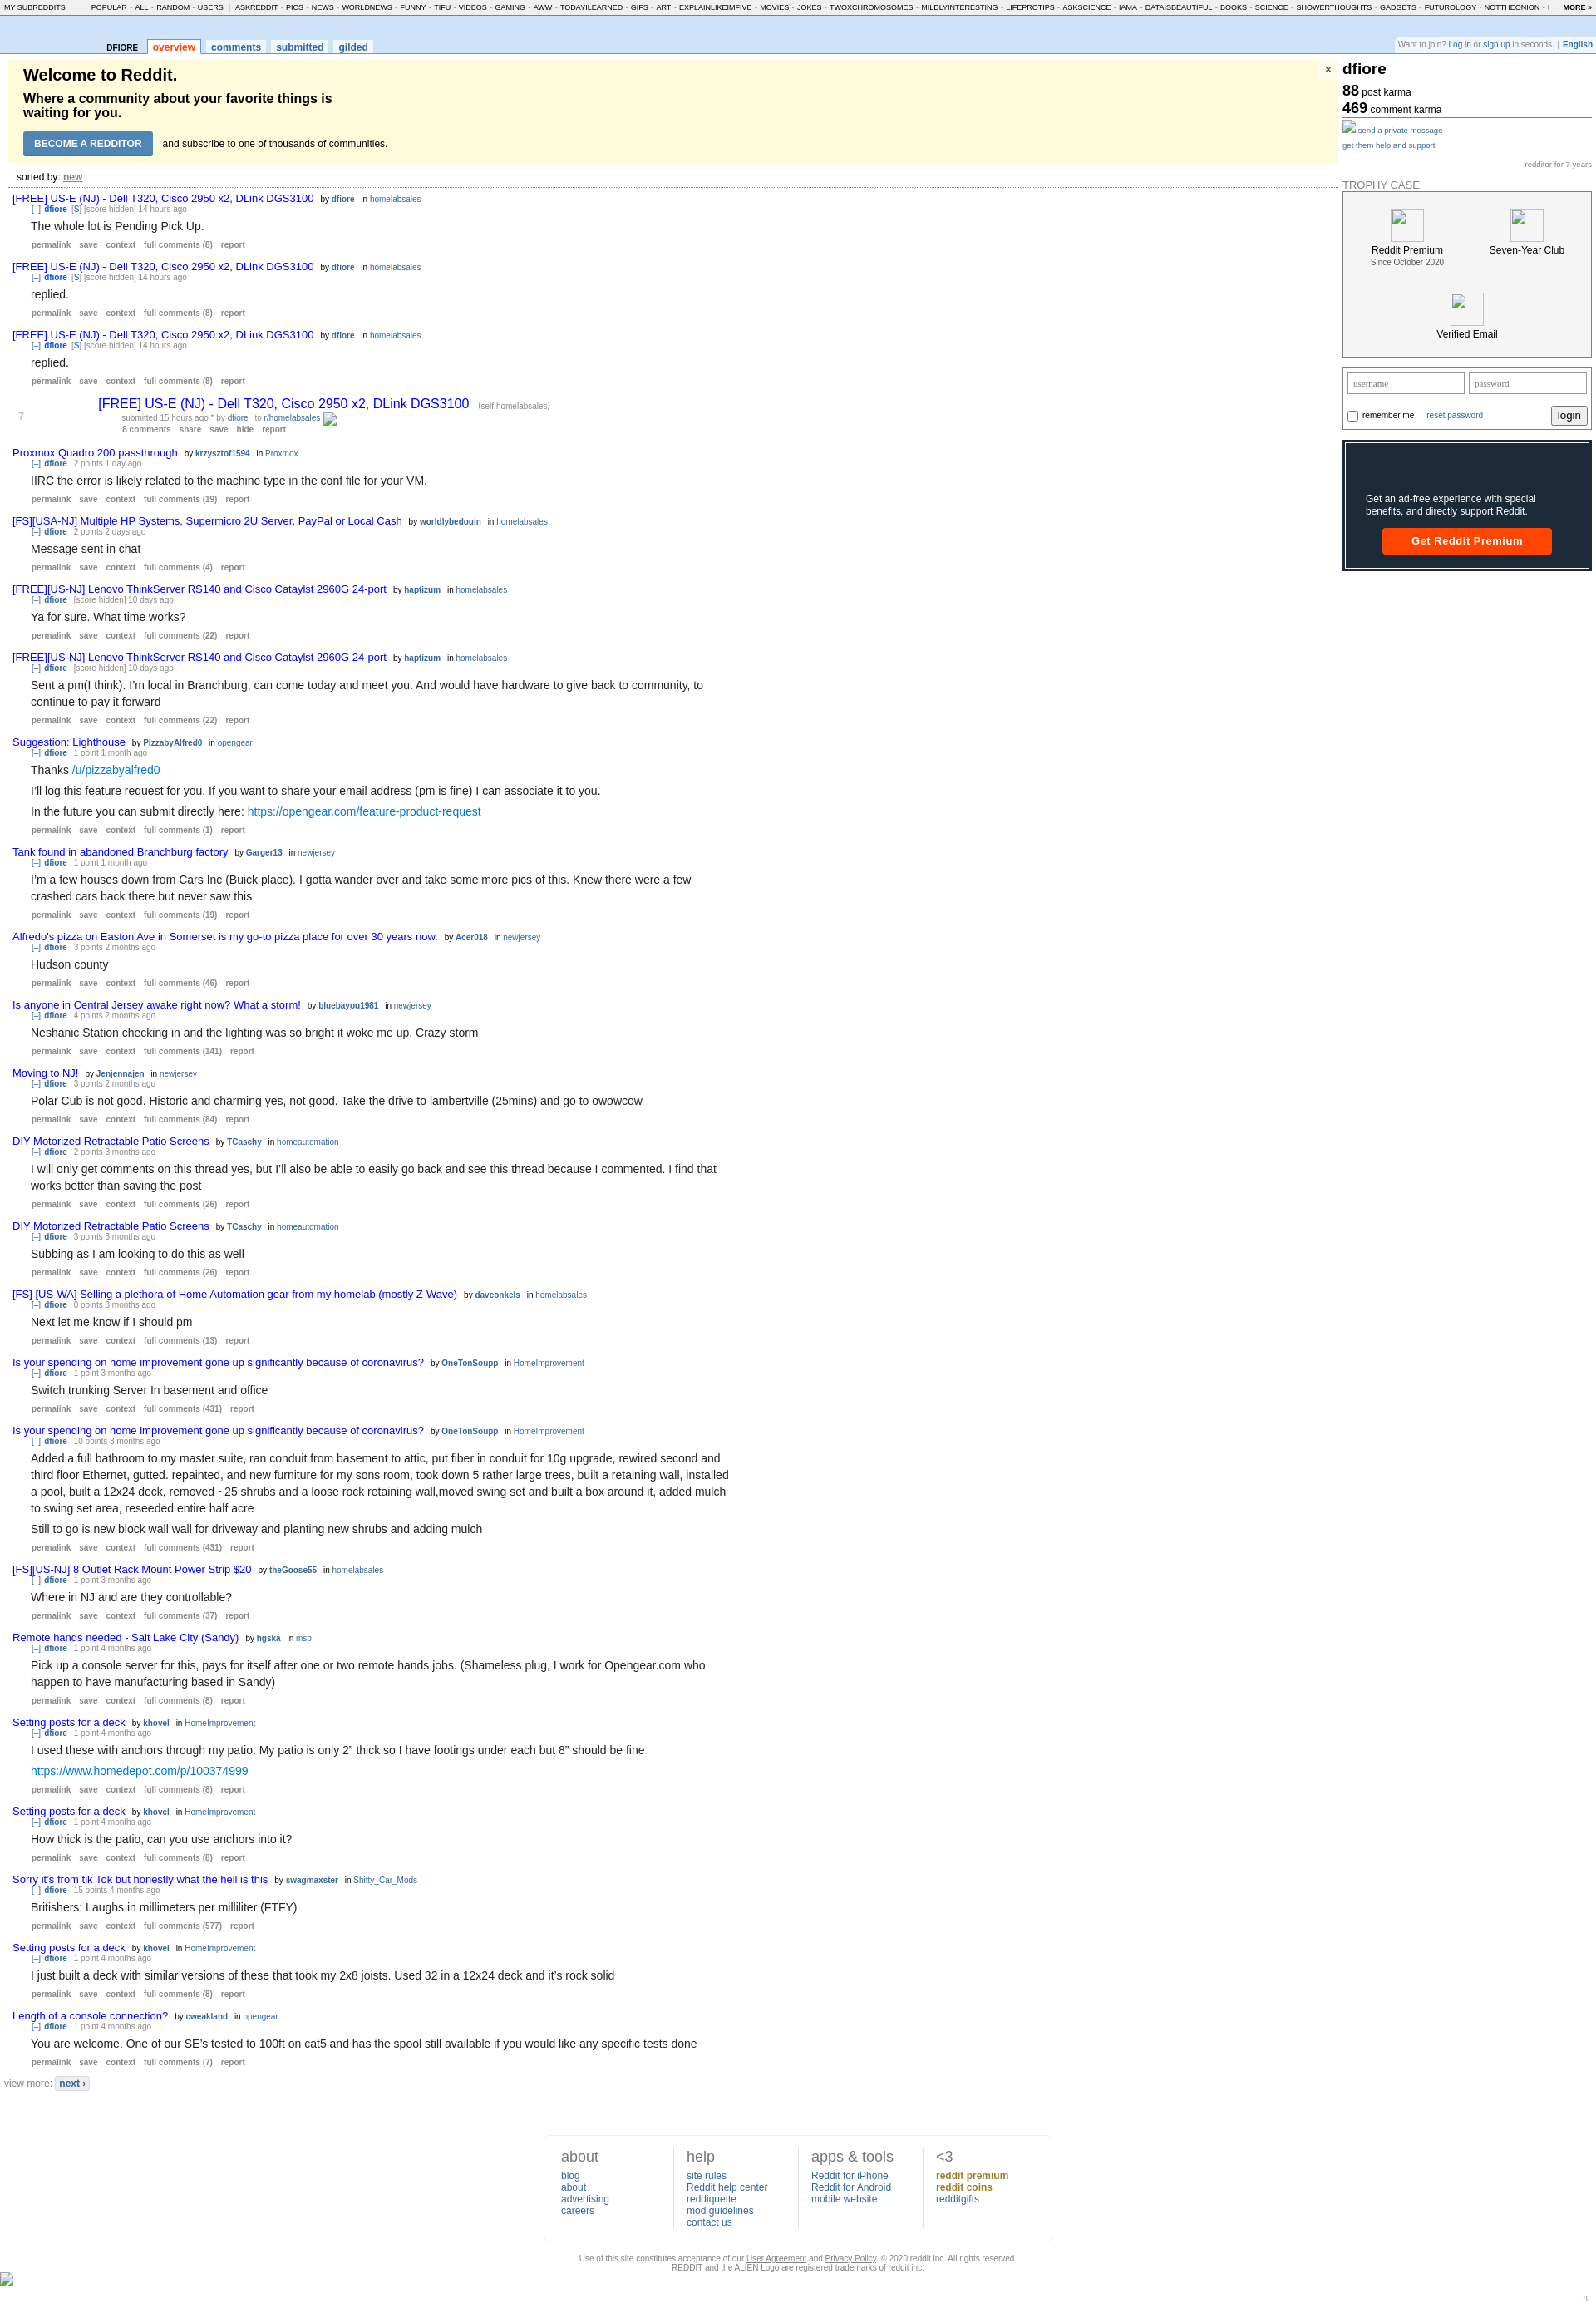 MY SUBREDDITS POPULAR - ALL - RANDOM - USERS | ASKREDDIT - PICS - NEWS - WORLDNEWS - FUNNY - TIFU - VIDEOS - GAMING - AWW - TODAYILEARNED - GIFS - ART - EXPLAINLIKEIMFIVE - MOVIES - JOKES - TWOXCHROMOSOMES - MILDLYINTERESTING - LIFEPROTIPS - ASKSCIENCE - IAMA - DATAISBEAUTIFUL - BOOKS - SCIENCE - SHOWERTHOUGHTS - GADGETS - FUTUROLOGY - NOTTHEONION - MORE »
DFIORE overview comments submitted gilded
Want to join? Log in or sign up in seconds. | English
Welcome to Reddit.
×
Where a community about your favorite things is
waiting for you.
BECOME A REDDITOR and subscribe to one of thousands of communities.
sorted by: new
[FREE] US-E (NJ) - Dell T320, Cisco 2950 x2, DLink DGS3100 by dfiore in homelabsales
[–] dfiore [S] [score hidden] 14 hours ago
The whole lot is Pending Pick Up.
permalink save context full comments (8) report
[FREE] US-E (NJ) - Dell T320, Cisco 2950 x2, DLink DGS3100 by dfiore in homelabsales
[–] dfiore [S] [score hidden] 14 hours ago
replied.
permalink save context full comments (8) report
[FREE] US-E (NJ) - Dell T320, Cisco 2950 x2, DLink DGS3100 by dfiore in homelabsales
[–] dfiore [S] [score hidden] 14 hours ago
replied.
permalink save context full comments (8) report
7
[FREE] US-E (NJ) - Dell T320, Cisco 2950 x2, DLink DGS3100 (self.homelabsales)
submitted 15 hours ago * by dfiore to r/homelabsales
8 comments share save hide report
Proxmox Quadro 200 passthrough by krzysztof1594 in Proxmox
[–] dfiore 2 points 1 day ago
IIRC the error is likely related to the machine type in the conf file for your VM.
permalink save context full comments (19) report
[FS][USA-NJ] Multiple HP Systems, Supermicro 2U Server, PayPal or Local Cash by worldlybedouin in homelabsales
[–] dfiore 2 points 2 days ago
Message sent in chat
permalink save context full comments (4) report
[FREE][US-NJ] Lenovo ThinkServer RS140 and Cisco Cataylst 2960G 24-port by haptizum in homelabsales
[–] dfiore [score hidden] 10 days ago
Ya for sure. What time works?
permalink save context full comments (22) report
[FREE][US-NJ] Lenovo ThinkServer RS140 and Cisco Cataylst 2960G 24-port by haptizum in homelabsales
[–] dfiore [score hidden] 10 days ago
Sent a pm(I think). I’m local in Branchburg, can come today and meet you. And would have hardware to give back to community, to
continue to pay it forward
permalink save context full comments (22) report
Suggestion: Lighthouse by PizzabyAlfred0 in opengear
[–] dfiore 1 point 1 month ago
Thanks /u/pizzabyalfred0
I’ll log this feature request for you. If you want to share your email address (pm is fine) I can associate it to you.
In the future you can submit directly here: https://opengear.com/feature-product-request
permalink save context full comments (1) report
Tank found in abandoned Branchburg factory by Garger13 in newjersey
[–] dfiore 1 point 1 month ago
I’m a few houses down from Cars Inc (Buick place). I gotta wander over and take some more pics of this. Knew there were a few
crashed cars back there but never saw this
permalink save context full comments (19) report
Alfredo's pizza on Easton Ave in Somerset is my go-to pizza place for over 30 years now. by Acer018 in newjersey
[–] dfiore 3 points 2 months ago
Hudson county
permalink save context full comments (46) report
Is anyone in Central Jersey awake right now? What a storm! by bluebayou1981 in newjersey
[–] dfiore 4 points 2 months ago
Neshanic Station checking in and the lighting was so bright it woke me up. Crazy storm
permalink save context full comments (141) report
Moving to NJ! by Jenjennajen in newjersey
[–] dfiore 3 points 2 months ago
Polar Cub is not good. Historic and charming yes, not good. Take the drive to lambertville (25mins) and go to owowcow
permalink save context full comments (84) report
DIY Motorized Retractable Patio Screens by TCaschy in homeautomation
[–] dfiore 2 points 3 months ago
I will only get comments on this thread yes, but I’ll also be able to easily go back and see this thread because I commented. I find that
works better than saving the post
permalink save context full comments (26) report
DIY Motorized Retractable Patio Screens by TCaschy in homeautomation
[–] dfiore 3 points 3 months ago
Subbing as I am looking to do this as well
permalink save context full comments (26) report
[FS] [US-WA] Selling a plethora of Home Automation gear from my homelab (mostly Z-Wave) by daveonkels in homelabsales
[–] dfiore 0 points 3 months ago
Next let me know if I should pm
permalink save context full comments (13) report
Is your spending on home improvement gone up significantly because of coronavirus? by OneTonSoupp in HomeImprovement
[–] dfiore 1 point 3 months ago
Switch trunking Server In basement and office
permalink save context full comments (431) report
Is your spending on home improvement gone up significantly because of coronavirus? by OneTonSoupp in HomeImprovement
[–] dfiore 10 points 3 months ago
Added a full bathroom to my master suite, ran conduit from basement to attic, put fiber in conduit for 10g upgrade, rewired second and
third floor Ethernet, gutted. repainted, and new furniture for my sons room, took down 5 rather large trees, built a retaining wall, installed
a pool, built a 12x24 deck, removed ~25 shrubs and a loose rock retaining wall,moved swing set and built a box around it, added mulch
to swing set area, reseeded entire half acre
Still to go is new block wall wall for driveway and planting new shrubs and adding mulch
permalink save context full comments (431) report
[FS][US-NJ] 8 Outlet Rack Mount Power Strip $20 by theGoose55 in homelabsales
[–] dfiore 1 point 3 months ago
Where in NJ and are they controllable?
permalink save context full comments (37) report
Remote hands needed - Salt Lake City (Sandy) by hgska in msp
[–] dfiore 1 point 4 months ago
Pick up a console server for this, pays for itself after one or two remote hands jobs. (Shameless plug, I work for Opengear.com who
happen to have manufacturing based in Sandy)
permalink save context full comments (8) report
Setting posts for a deck by khovel in HomeImprovement
[–] dfiore 1 point 4 months ago
I used these with anchors through my patio. My patio is only 2” thick so I have footings under each but 8” should be fine
https://www.homedepot.com/p/100374999
permalink save context full comments (8) report
Setting posts for a deck by khovel in HomeImprovement
[–] dfiore 1 point 4 months ago
How thick is the patio, can you use anchors into it?
permalink save context full comments (8) report
Sorry it’s from tik Tok but honestly what the hell is this by swagmaxster in Shitty_Car_Mods
[–] dfiore 15 points 4 months ago
Britishers: Laughs in millimeters per milliliter (FTFY)
permalink save context full comments (577) report
Setting posts for a deck by khovel in HomeImprovement
[–] dfiore 1 point 4 months ago
I just built a deck with similar versions of these that took my 2x8 joists. Used 32 in a 12x24 deck and it’s rock solid
permalink save context full comments (8) report
Length of a console connection? by cweakland in opengear
[–] dfiore 1 point 4 months ago
You are welcome. One of our SE’s tested to 100ft on cat5 and has the spool still available if you would like any specific tests done
permalink save context full comments (7) report
view more: next ›
dfiore
88 post karma
469 comment karma
send a private message
get them help and support
redditor for 7 years
TROPHY CASE
Reddit Premium
Since October 2020
Seven-Year Club
Verified Email
username password
remember me reset password login
Get an ad-free experience with special
benefits, and directly support Reddit.
Get Reddit Premium
about
blog
about
advertising
careers
help
site rules
Reddit help center
reddiquette
mod guidelines
contact us
apps & tools
Reddit for iPhone
Reddit for Android
mobile website
<3
reddit premium
reddit coins
redditgifts
Use of this site constitutes acceptance of our User Agreement and Privacy Policy. © 2020 reddit inc. All rights reserved.
REDDIT and the ALIEN Logo are registered trademarks of reddit inc.
π